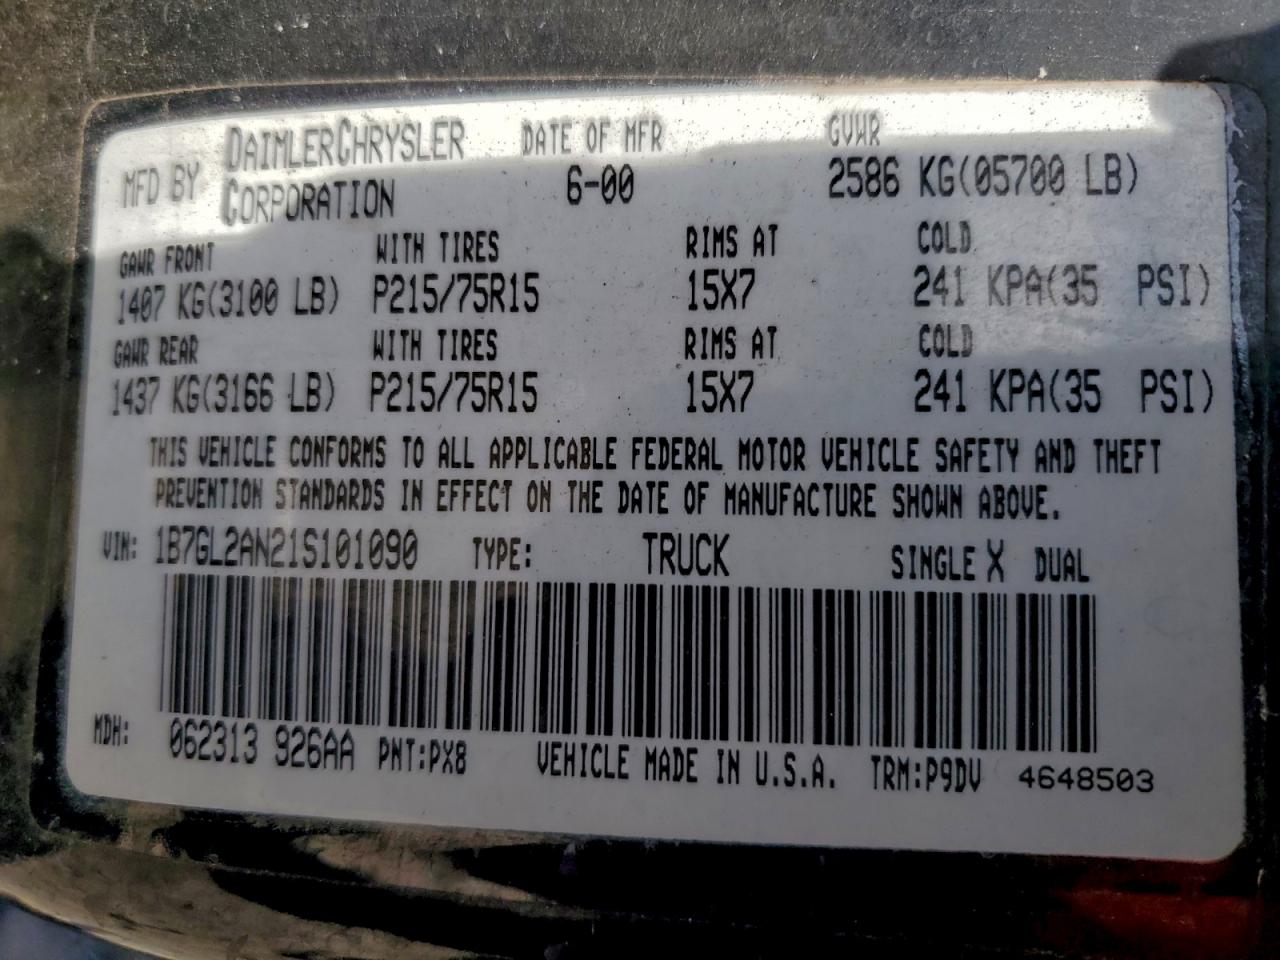 MFD BY DAIMLERCHRYSLER CORPORATION DATE OF MFR 6-00 GVWR 2586 KG(05700 LB)
GAWR FRONT WITH TIRES RIMS AT COLD
1407 KG(3100 LB) P215/75R15 15X7 241 KPA(35 PSI)
GAWR REAR WITH TIRES RIMS AT COLD
1437 KG(3166 LB) P215/75R15 15X7 241 KPA(35 PSI)
THIS VEHICLE CONFORMS TO ALL APPLICABLE FEDERAL MOTOR VEHICLE SAFETY AND THEFT
PREVENTION STANDARDS IN EFFECT ON THE DATE OF MANUFACTURE SHOWN ABOVE.
VIN: 1B7GL2AN21S101090 TYPE: TRUCK SINGLE X DUAL
MDH: 062313 926AA PNT:PX8 VEHICLE MADE IN U.S.A. TRM:P9DV 4648503